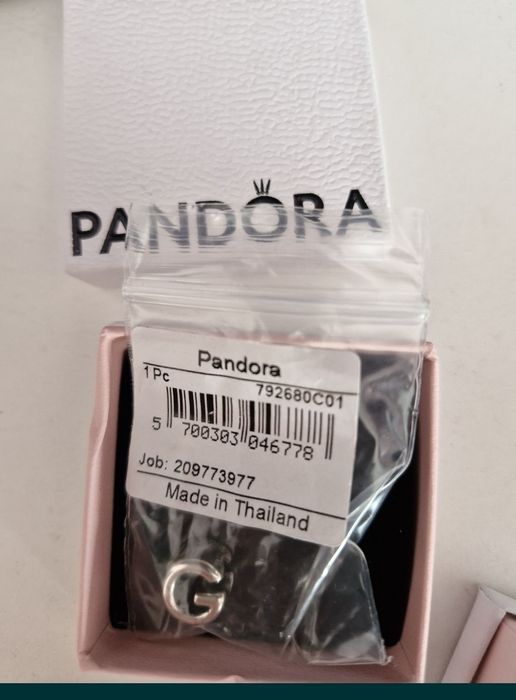 PANDORA
Pandora
1 Pc 792680C01
5 700303 046778
Job: 209773977
Made in Thailand
G